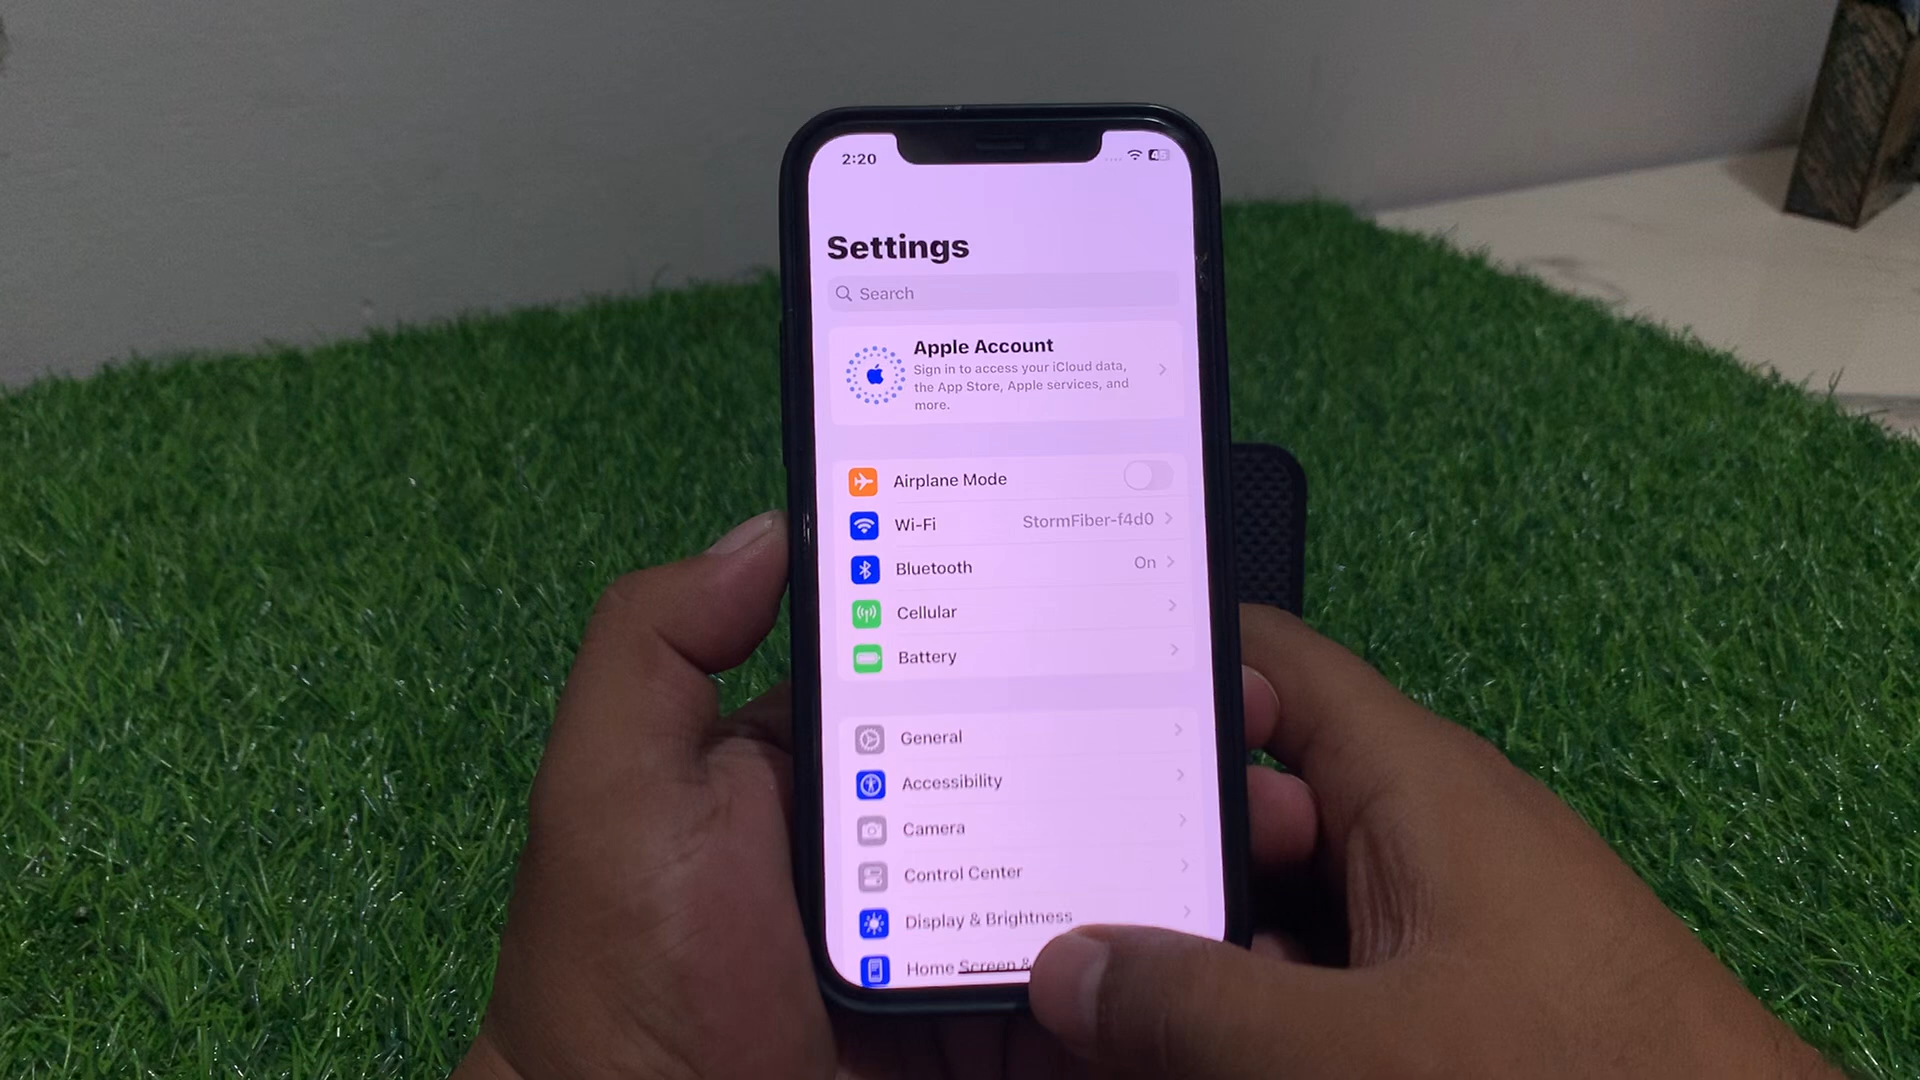 2:20
Settings
Search
Apple Account
Sign in to access your iCloud data,
the App Store, Apple services, and
more.
Airplane Mode
Wi-Fi StormFiber-f4d0
Bluetooth On
Cellular
Battery
General
Accessibility
Camera
Control Center
Display & Brightness
Home Screen &